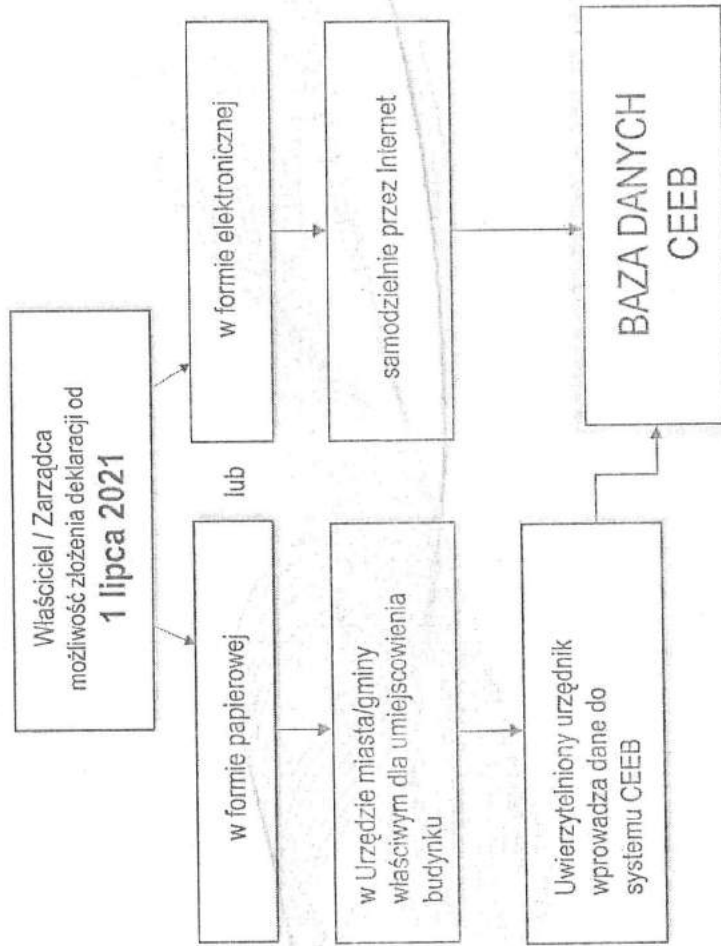 Właściciel / Zarządca
możliwość złożenia deklaracji od
1 lipca 2021
w formie papierowej
lub
w formie elektronicznej
w Urzędzie miasta/gminy
właściwym dla umiejscowienia
budynku
samodzielnie przez Internet
Uwierzytelniony urzędnik
wprowadza dane do
systemu CEEB
BAZA DANYCH
CEEB